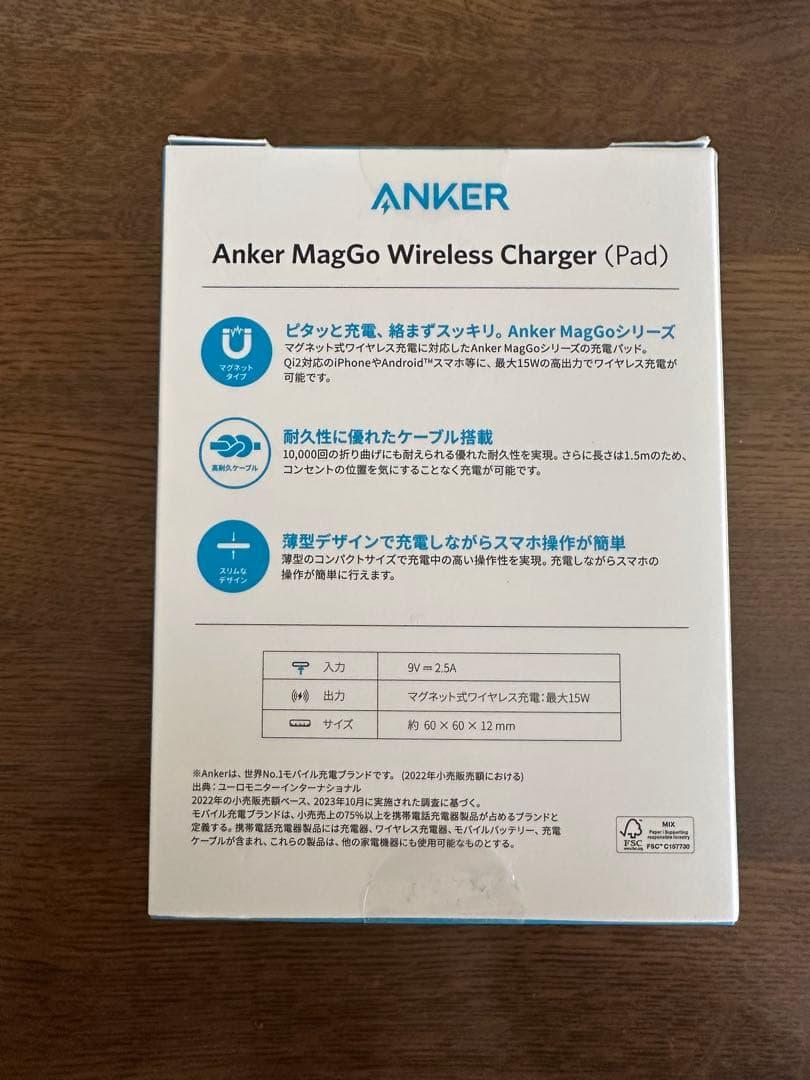 ANKER
Anker MagGo Wireless Charger (Pad)
マグネット
タイプ
ピタッと充電、絡まずスッキリ。Anker MagGoシリーズ
マグネット式ワイヤレス充電に対応したAnker MagGoシリーズの充電パッド。
Qi2対応のiPhoneやAndroid™スマホ等に、最大15Wの高出力でワイヤレス充電が
可能です。
高耐久ケーブル
耐久性に優れたケーブル搭載
10,000回の折り曲げにも耐えられる優れた耐久性を実現。さらに長さは1.5mのため、
コンセントの位置を気にすることなく充電が可能です。
スリムな
デザイン
薄型デザインで充電しながらスマホ操作が簡単
薄型のコンパクトサイズで充電中の高い操作性を実現。充電しながらスマホの
操作が簡単に行えます。
入力 9V⎓2.5A
出力 マグネット式ワイヤレス充電：最大15W
サイズ 約 60 × 60 × 12 mm
※Ankerは、世界No.1モバイル充電ブランドです。(2022年小売販売額における)
出典：ユーロモニターインターナショナル
2022年の小売販売額ベース、2023年10月に実施された調査に基づく。
モバイル充電ブランドは、小売売上の75%以上を携帯電話充電器製品が占めるブランドと
定義する。携帯電話充電器製品には充電器、ワイヤレス充電器、モバイルバッテリー、充電
ケーブルが含まれ、これらの製品は、他の家電機器にも使用可能なものとする。
FSC
www.fsc.org
MIX
Paper | Supporting
responsible forestry
FSC™ C157730